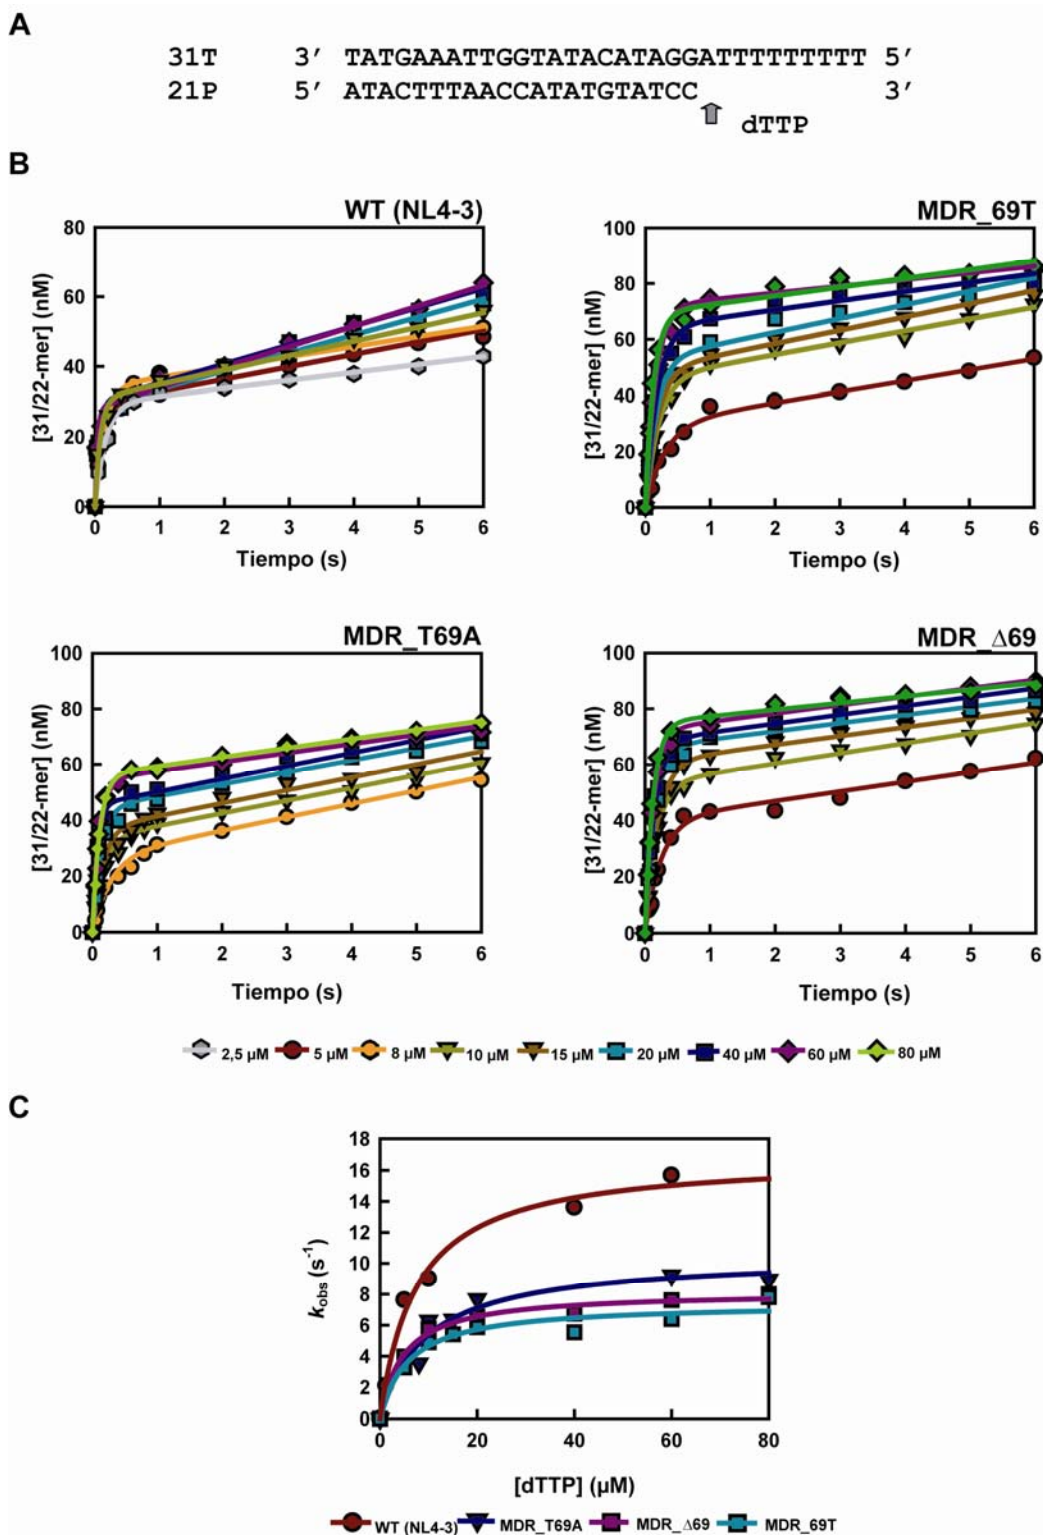 A
31T 3′ TATGAAATTGGTATACATAGGATTTTTTTTT 5′
21P 5′ ATACTTTAACCATATGTATCC 3′
dTTP
B
WT (NL4-3)
80
60
40
20
0
[31/22-mer] (nM)
0 1 2 3 4 5 6
Tiempo (s)
MDR_69T
100
80
60
40
20
0
[31/22-mer] (nM)
0 1 2 3 4 5 6
Tiempo (s)
MDR_T69A
100
80
60
40
20
0
[31/22-mer] (nM)
0 1 2 3 4 5 6
Tiempo (s)
MDR_Δ69
100
80
60
40
20
0
[31/22-mer] (nM)
0 1 2 3 4 5 6
Tiempo (s)
2,5 µM 5 µM 8 µM 10 µM 15 µM 20 µM 40 µM 60 µM 80 µM
C
18
16
14
12
10
8
6
4
2
0
kobs (s⁻¹)
0 20 40 60 80
[dTTP] (µM)
WT (NL4-3) MDR_T69A MDR_Δ69 MDR_69T